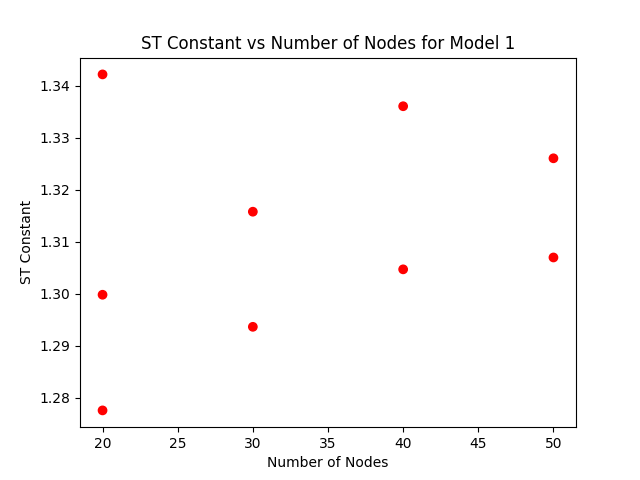 ST Constant vs Number of Nodes for Model 1
1.34
1.33
1.32
1.31
1.30
1.29
1.28
ST Constant
20 25 30 35 40 45 50
Number of Nodes